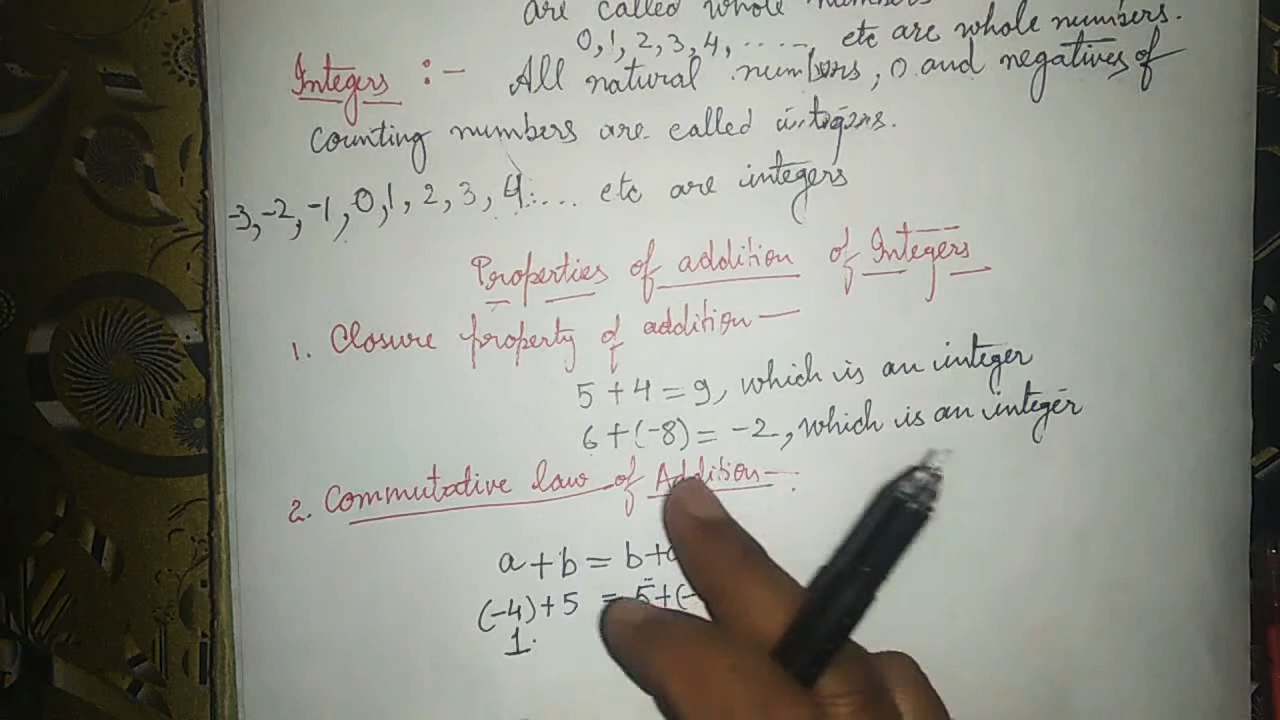 are called whole numbers
0, 1, 2, 3, 4, ...., etc are whole numbers.
Integers :- All natural numbers, 0 and negatives of
counting numbers are called integers.
-3, -2, -1, 0, 1, 2, 3, 4.... etc are integers
Properties of addition of Integers
1. Closure property of addition—
5 + 4 = 9, which is an integer
6 + (-8) = -2, which is an integer
2. Commutative law of Addition—:
a + b = b +
(-4) + 5 = 5 + (-
1.